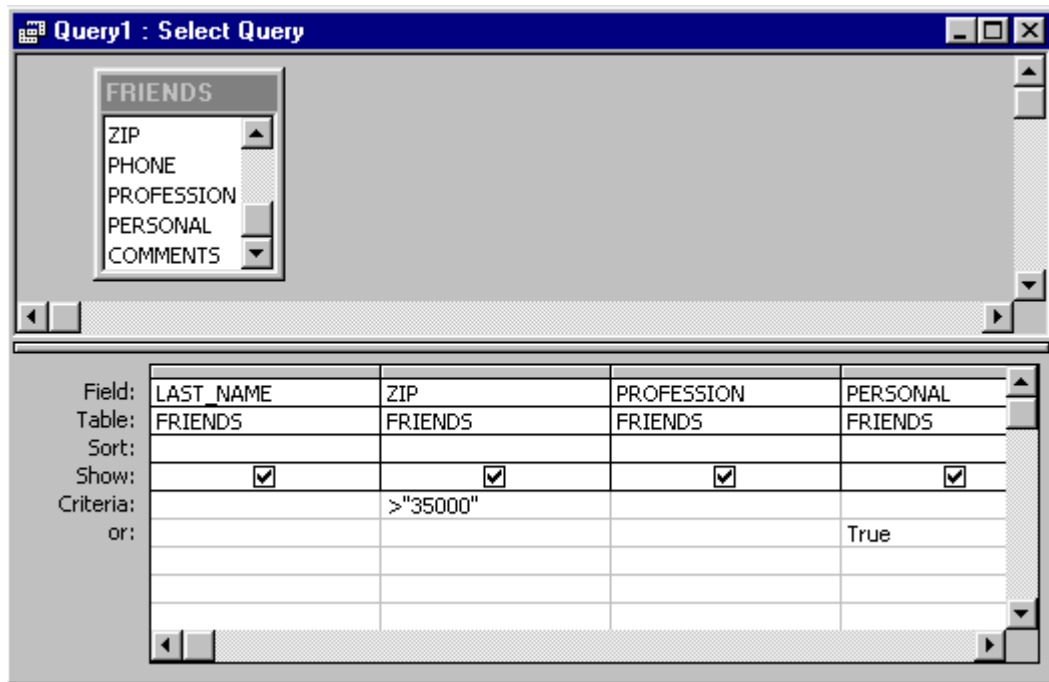 Query1 : Select Query
FRIENDS
ZIP
PHONE
PROFESSION
PERSONAL
COMMENTS
Field: LAST_NAME ZIP PROFESSION PERSONAL
Table: FRIENDS FRIENDS FRIENDS FRIENDS
Sort:
Show:
Criteria: >"35000"
or: True